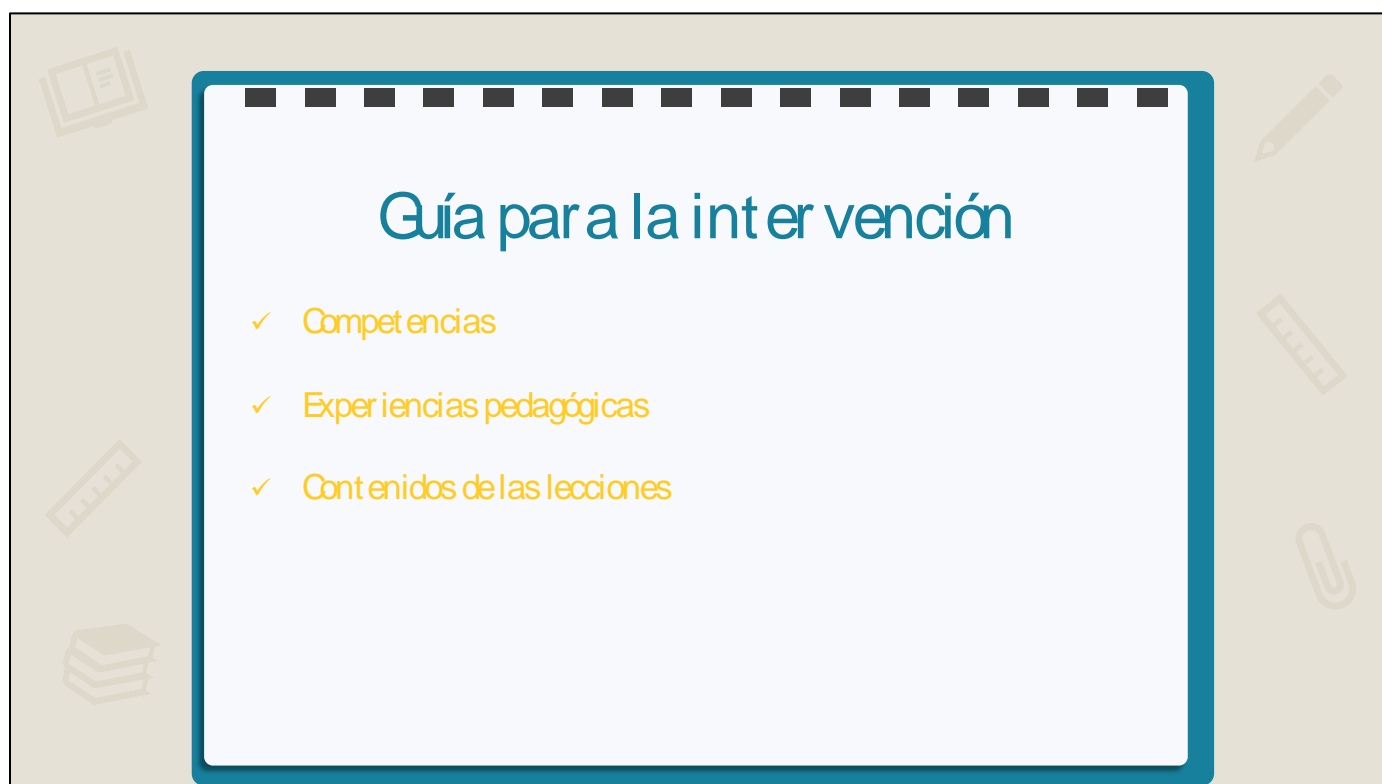 Guía para la intervención
✓ Competencias
✓ Experiencias pedagógicas
✓ Contenidos de las lecciones